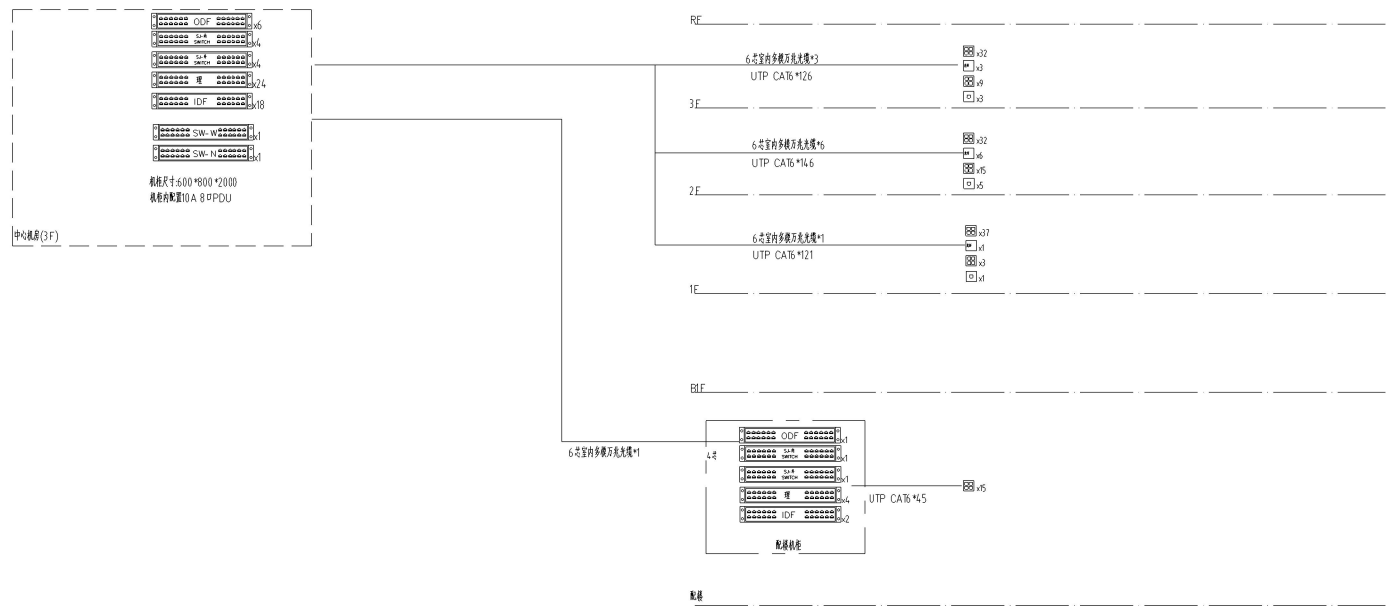 ODF x6
SJ-外 SWITCH x4
SJ-内 SWITCH x4
理 x24
IDF x18
SW-W x1
SW-N x1
机柜尺寸:600*800*2000
机柜内配置10A 8口PDU
中心机房(3F)
RF
6芯室内多模万兆光缆*3
UTP CAT6*126
x32
x3
x9
x3
3F
6芯室内多模万兆光缆*6
UTP CAT6*146
x32
x6
x15
x5
2F
6芯室内多模万兆光缆*1
UTP CAT6*121
x37
x1
x3
x1
1F
B1F
6芯室内多模万兆光缆*1
4芯
ODF x1
SWITCH x1
SWITCH x1
理 x4
IDF x2
UTP CAT6*45
x15
配楼机柜
配楼